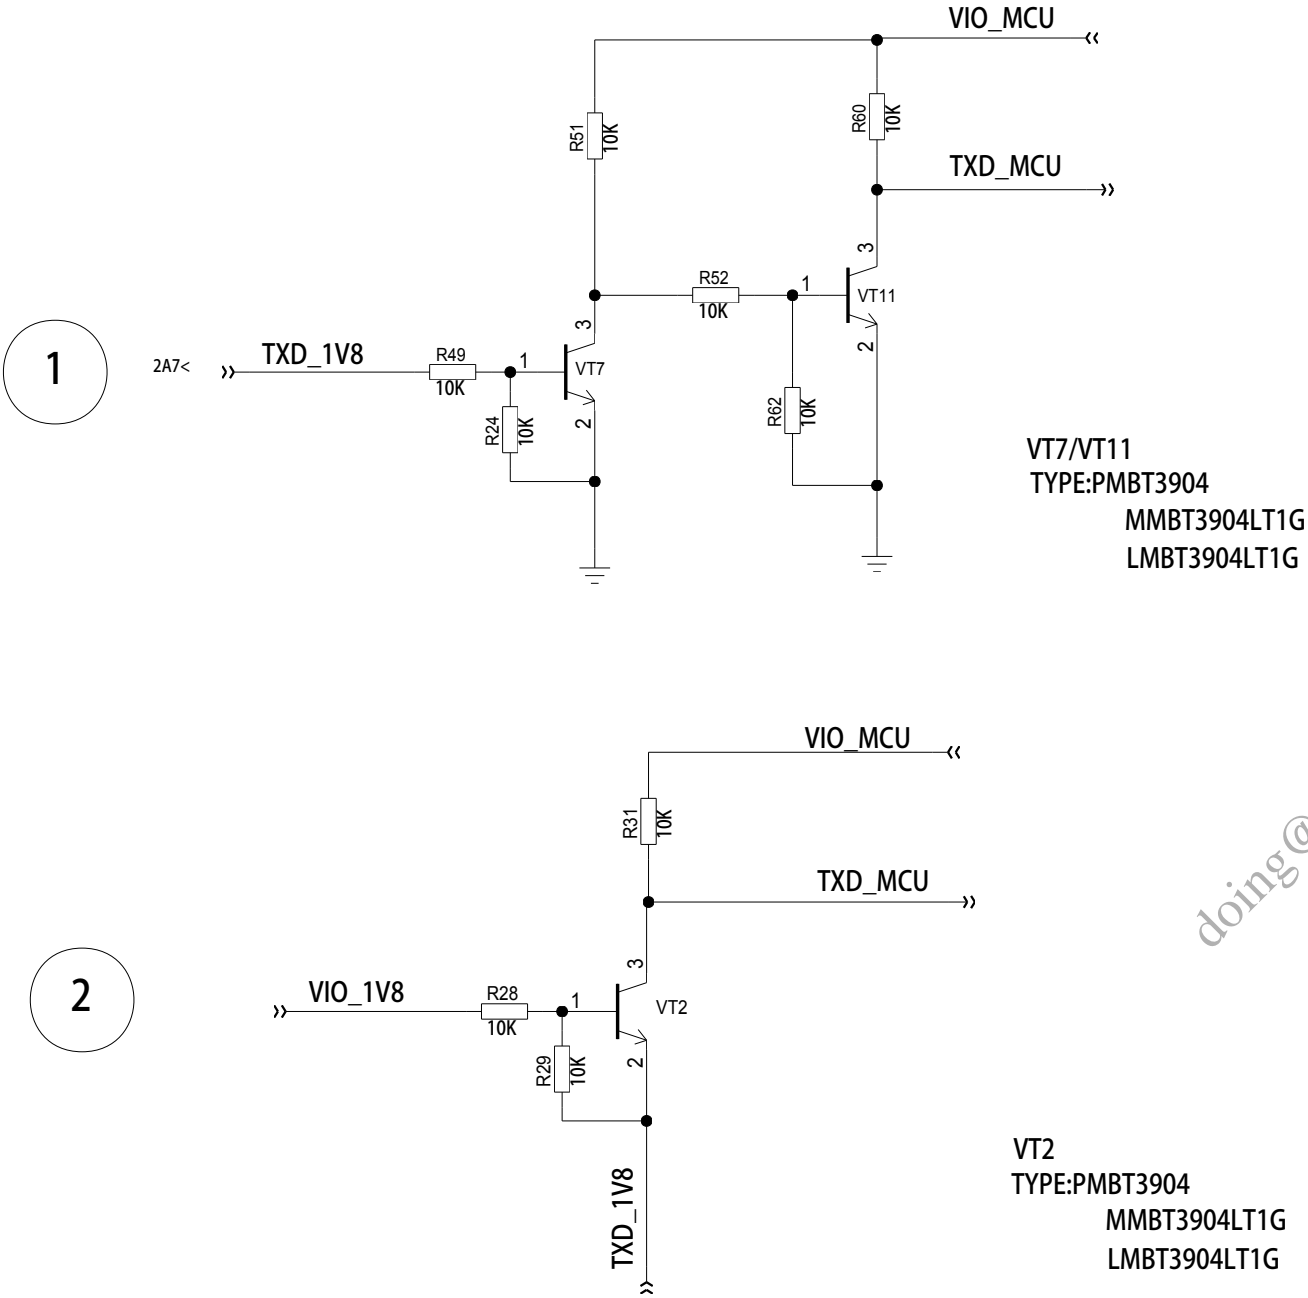 VIO_MCU
R51
10K
R60
10K
TXD_MCU
3
R52
10K
1
VT11
2
1
2A7<
TXD_1V8
R49
10K
1
3
VT7
2
R24
10K
R62
10K
VT7/VT11
TYPE:PMBT3904
MMBT3904LT1G
LMBT3904LT1G
VIO_MCU
R31
10K
TXD_MCU
doing@
3
2
VIO_1V8
R28
10K
1
VT2
2
R29
10K
TXD_1V8
VT2
TYPE:PMBT3904
MMBT3904LT1G
LMBT3904LT1G